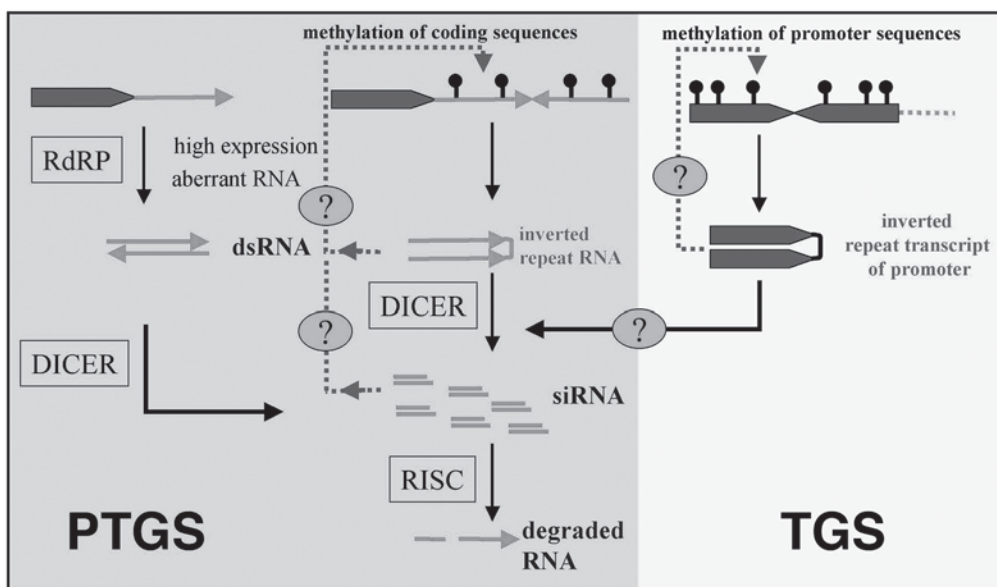 methylation of coding sequences
methylation of promoter sequences
RdRP
high expression
aberrant RNA
?
?
dsRNA
inverted
repeat RNA
inverted
repeat transcript
of promoter
DICER
?
?
DICER
siRNA
RISC
PTGS
degraded
RNA
TGS